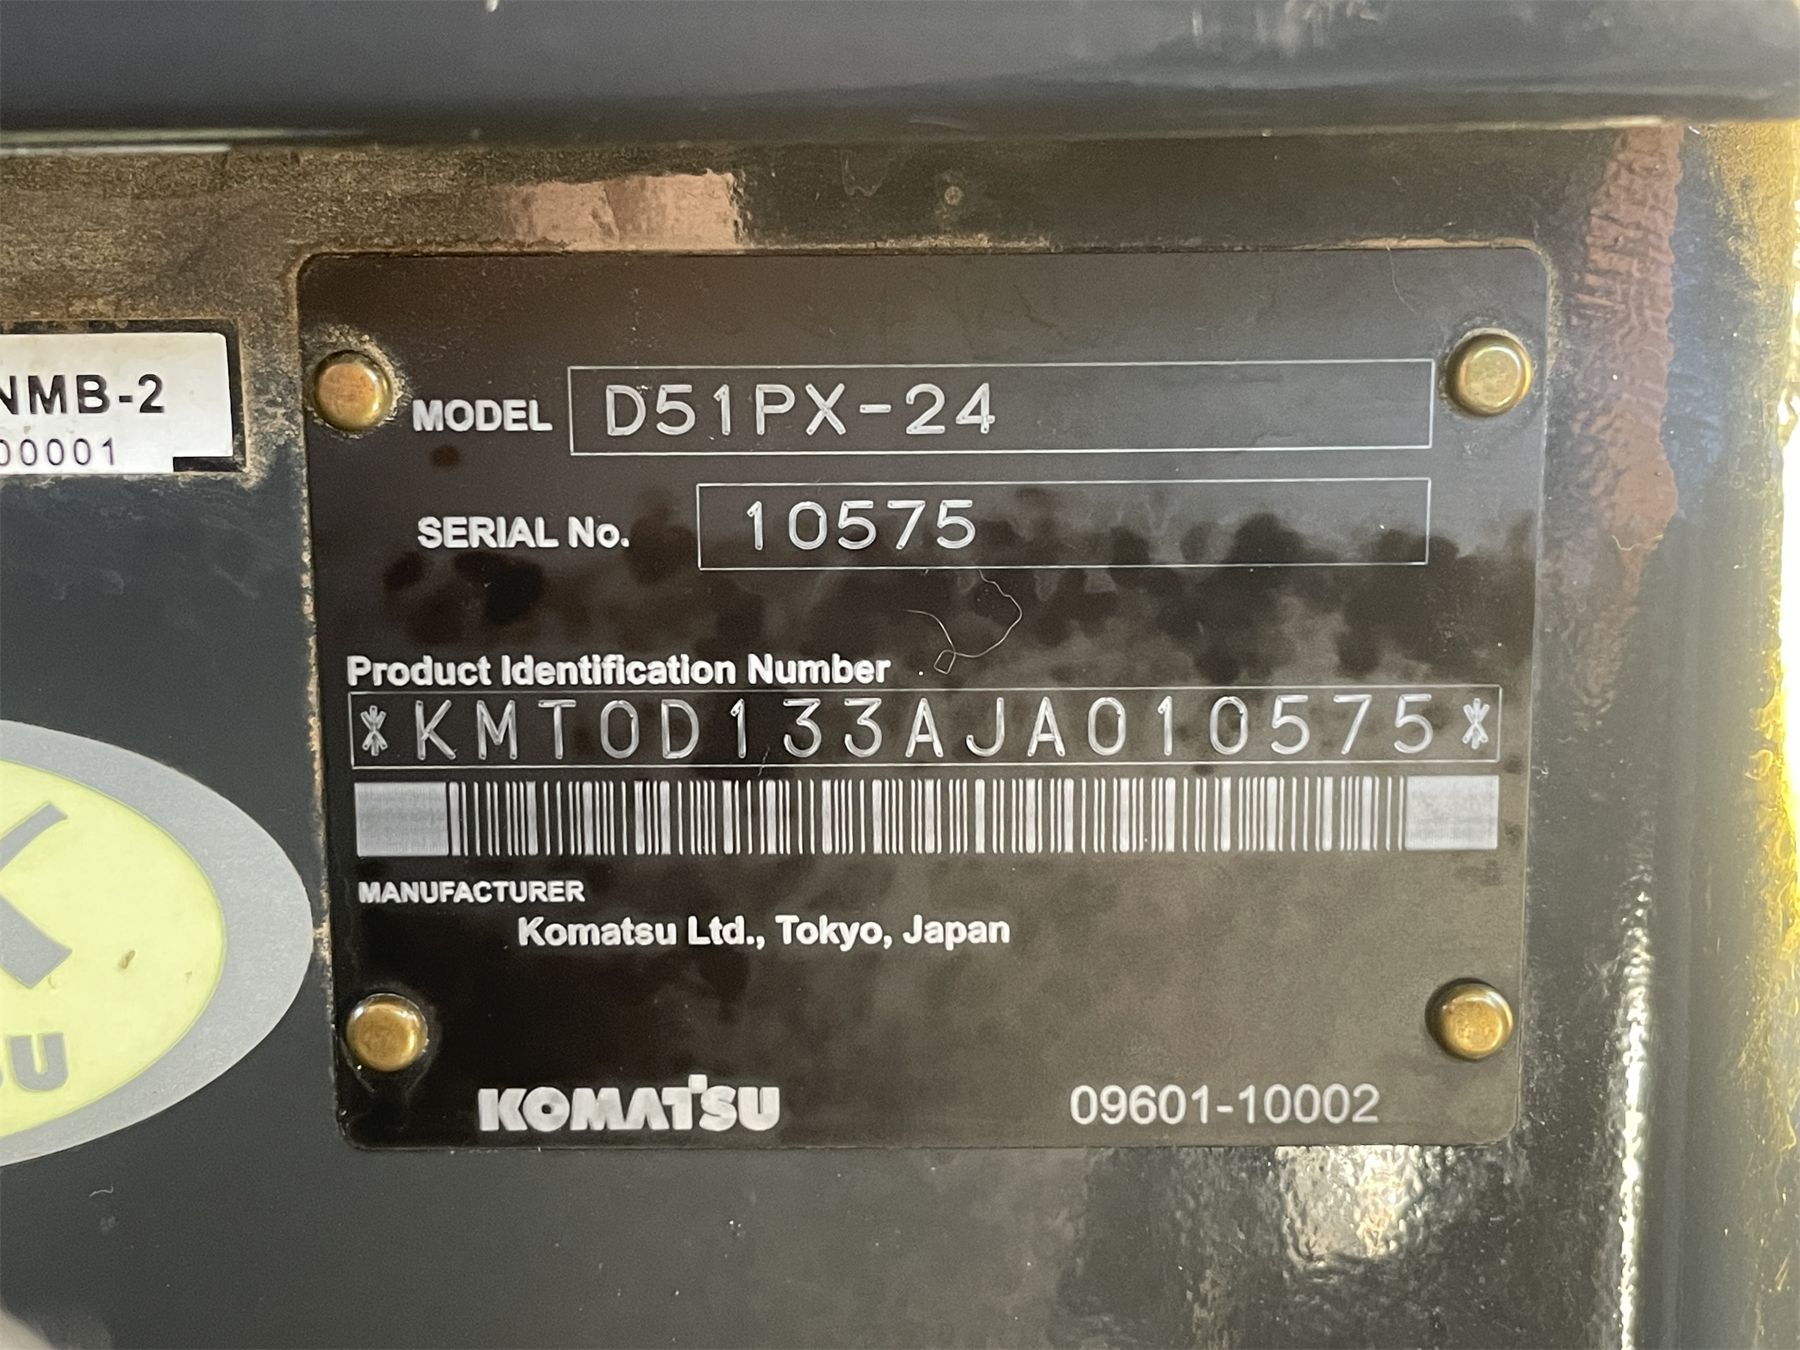 NMB-2
00001
MODEL D51PX-24
SERIAL No. 10575
Product Identification Number
*KMT0D133AJA010575*
MANUFACTURER
Komatsu Ltd., Tokyo, Japan
KOMATSU 09601-10002
SU